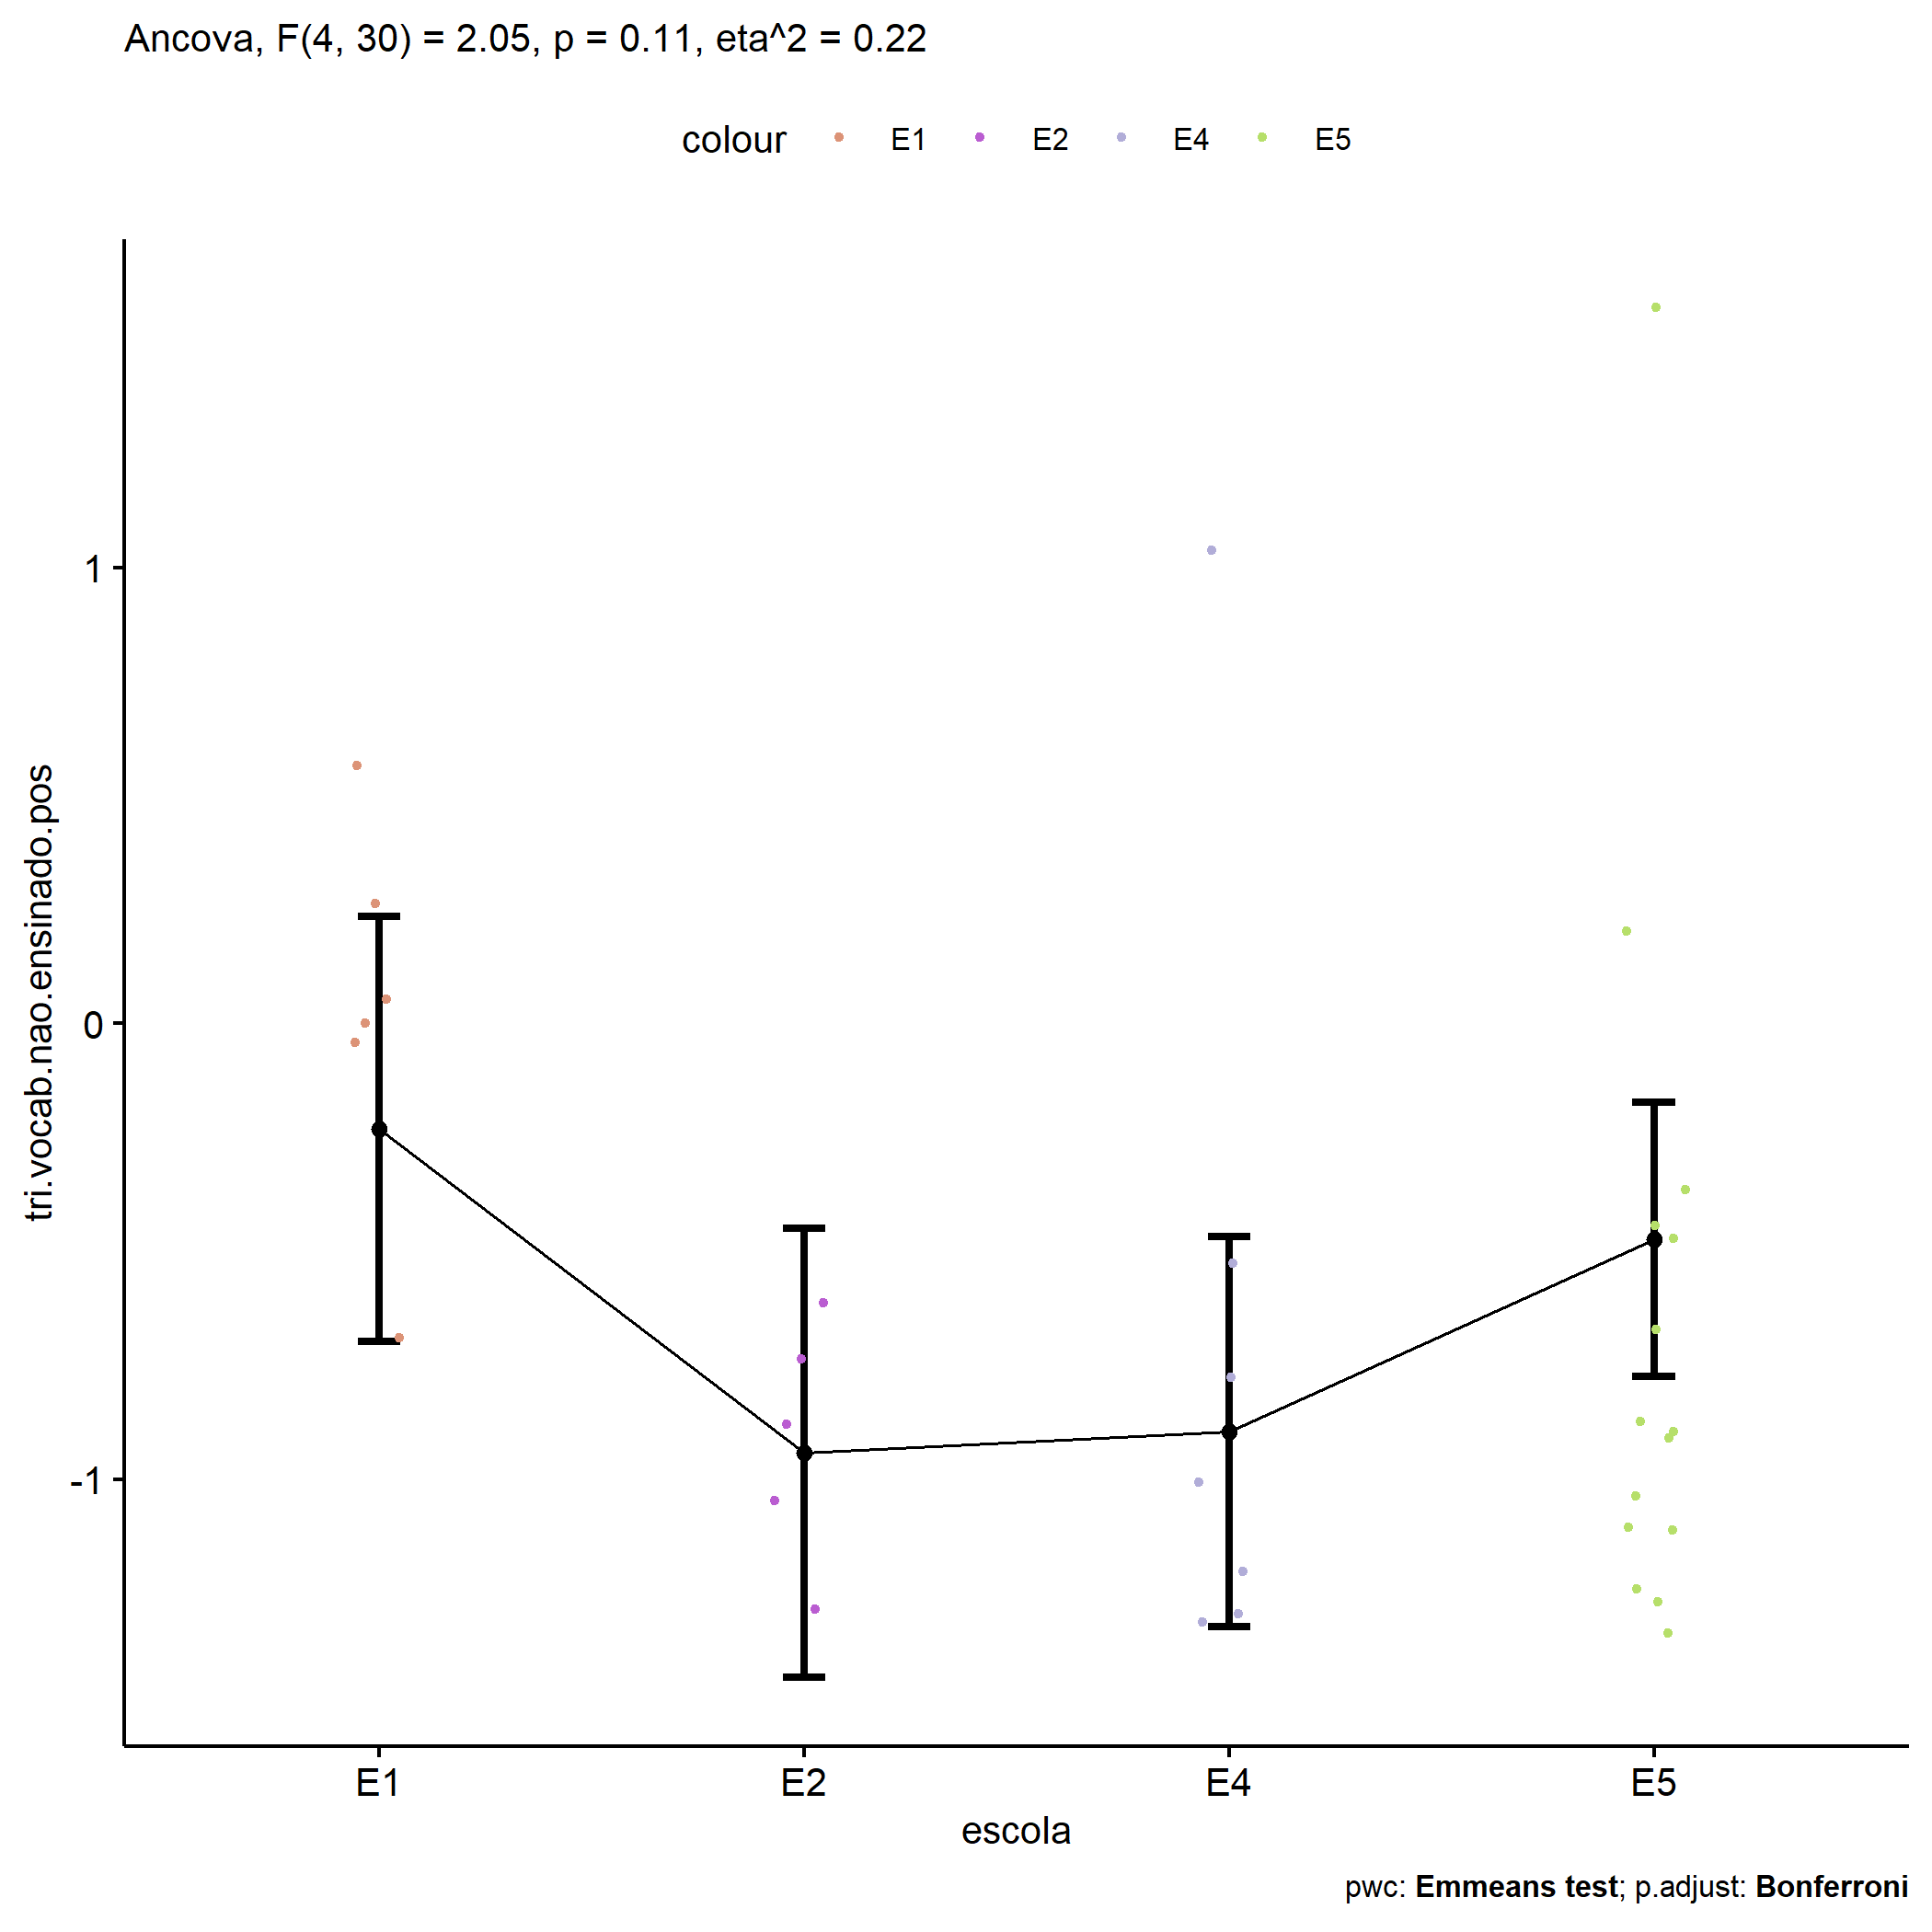 Ancova, F(4, 30) = 2.05, p = 0.11, eta^2 = 0.22
colour E1 E2 E4 E5
tri.vocab.nao.ensinado.pos
1
0
-1
E1 E2 E4 E5
escola
pwc: Emmeans test; p.adjust: Bonferroni